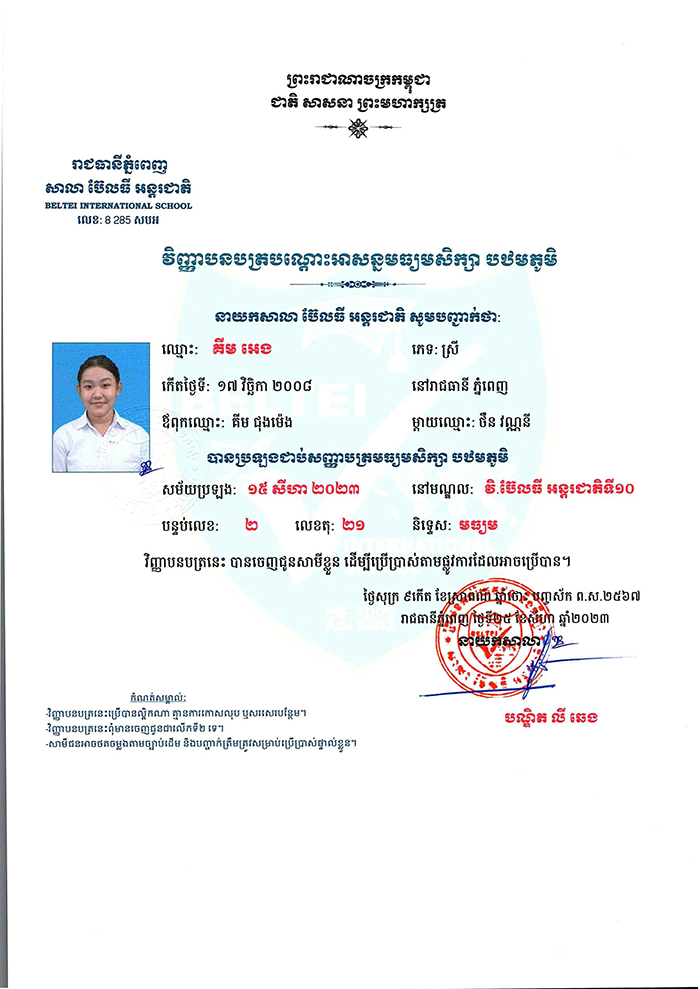 ព្រះរាជាណាចក្រកម្ពុជា
ជាតិ សាសនា ព្រះមហាក្សត្រ
រាជធានីភ្នំពេញ
សាលា ប៊ែលធី អន្តរជាតិ
BELTEI INTERNATIONAL SCHOOL
លេខ: 8 285 សបអ
វិញ្ញាបនបត្របណ្តោះអាសន្នមធ្យមសិក្សា បឋមភូមិ
នាយកសាលា ប៊ែលធី អន្តរជាតិ សូមបញ្ជាក់ថា:
ឈ្មោះ: គីម អេង ភេទ: ស្រី
កើតថ្ងៃទី: ១៧ វិច្ឆិកា ២០០៨ នៅរាជធានី ភ្នំពេញ
ឪពុកឈ្មោះ: គីម ជុងម៉េង ម្តាយឈ្មោះ: ចឺន វណ្ណនី
បានប្រឡងជាប់សញ្ញាបត្រមធ្យមសិក្សា បឋមភូមិ
សម័យប្រឡង: ១៥ សីហា ២០២៣ នៅមណ្ឌល: វិ.ប៊ែលធី អន្តរជាតិទី១០
បន្ទប់លេខ: ២ លេខតុ: ២១ និទ្ទេស: មធ្យម
វិញ្ញាបនបត្រនេះ បានចេញជូនសាមីខ្លួន ដើម្បីប្រើប្រាស់តាមផ្លូវការដែលអាចប្រើបាន។
ថ្ងៃសុក្រ ៩កើត ខែស្រាពណ៍ ឆ្នាំថោះ បញ្ចស័ក ព.ស.២៥៦៧
រាជធានីភ្នំពេញ ថ្ងៃទី២៥ ខែសីហា ឆ្នាំ២០២៣
នាយកសាលា
បណ្ឌិត លី ឆេង
កំណត់សម្គាល់:
-វិញ្ញាបនបត្រនេះប្រើបានល្គឹកណា គ្មានការកោសលុប ឬសរសេរបន្ថែម។
-វិញ្ញាបនបត្រនេះពុំមានចេញជូនជាលើកទី២ ទេ។
-សាមីជនអាចថតចម្លងតាមច្បាប់ដើម និងបញ្ជាក់ត្រឹមត្រូវសម្រាប់ប្រើប្រាស់ផ្ទាល់ខ្លួន។